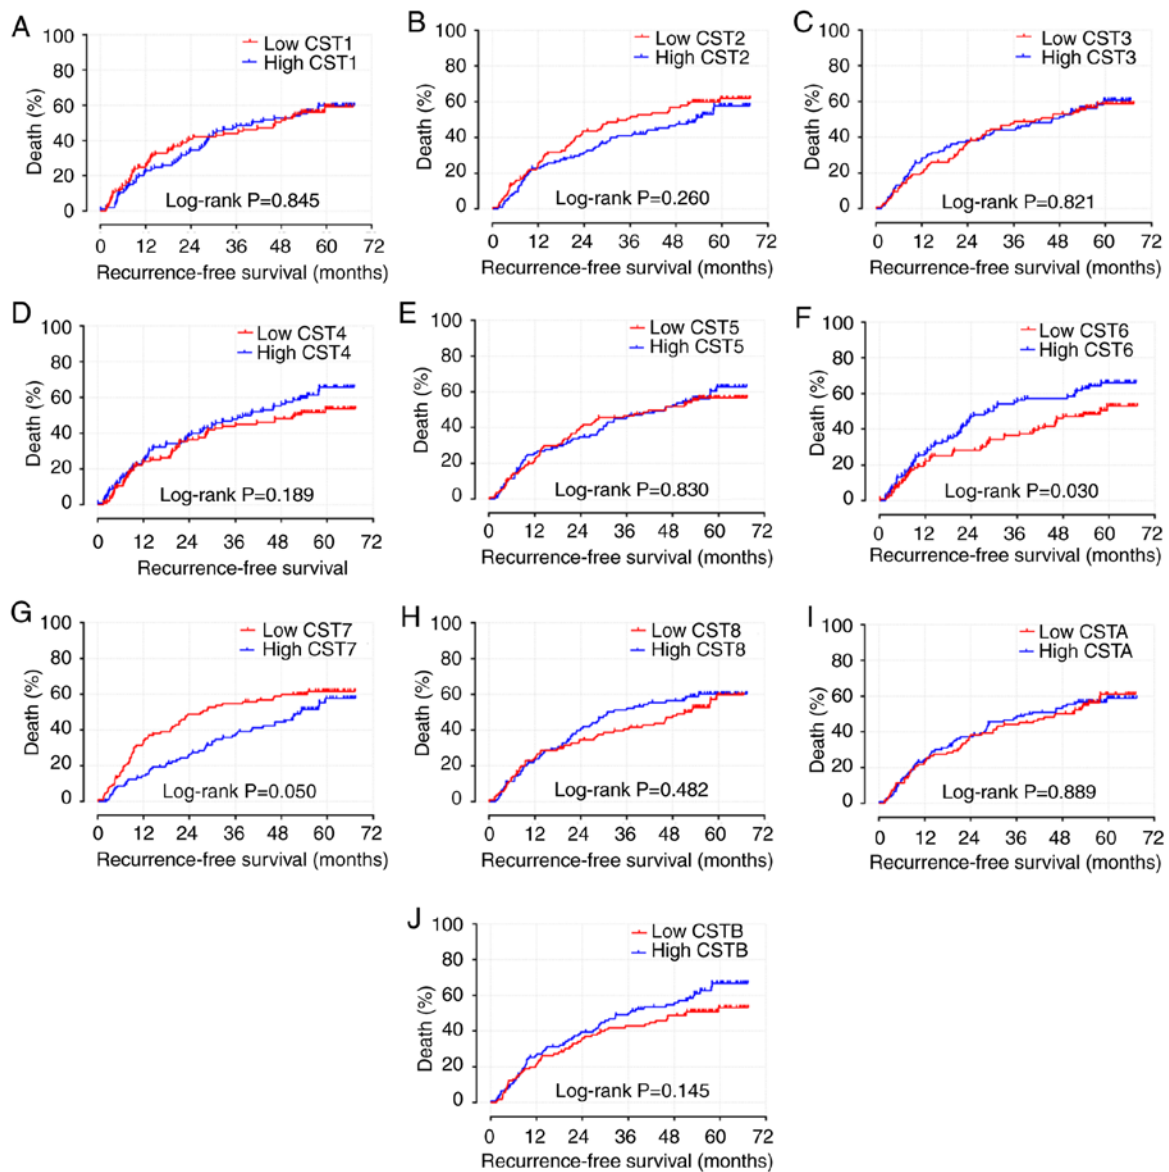 A
100
80
60
40
20
0
Death (%)
Low CST1
High CST1
Log-rank P=0.845
0 12 24 36 48 60 72
Recurrence-free survival (months)
B
100
80
60
40
20
0
Death (%)
Low CST2
High CST2
Log-rank P=0.260
0 12 24 36 48 60 72
Recurrence-free survival (months)
C
100
80
60
40
20
0
Death (%)
Low CST3
High CST3
Log-rank P=0.821
0 12 24 36 48 60 72
Recurrence-free survival (months)
D
100
80
60
40
20
0
Death (%)
Low CST4
High CST4
Log-rank P=0.189
0 12 24 36 48 60 72
Recurrence-free survival
E
100
80
60
40
20
0
Death (%)
Low CST5
High CST5
Log-rank P=0.830
0 12 24 36 48 60 72
Recurrence-free survival (months)
F
100
80
60
40
20
0
Death (%)
Low CST6
High CST6
Log-rank P=0.030
0 12 24 36 48 60 72
Recurrence-free survival (months)
G
100
80
60
40
20
0
Death (%)
Low CST7
High CST7
Log-rank P=0.050
0 12 24 36 48 60 72
Recurrence-free survival (months)
H
100
80
60
40
20
0
Death (%)
Low CST8
High CST8
Log-rank P=0.482
0 12 24 36 48 60 72
Recurrence-free survival (months)
I
100
80
60
40
20
0
Death (%)
Low CSTA
High CSTA
Log-rank P=0.889
0 12 24 36 48 60 72
Recurrence-free survival (months)
J
100
80
60
40
20
0
Death (%)
Low CSTB
High CSTB
Log-rank P=0.145
0 12 24 36 48 60 72
Recurrence-free survival (months)